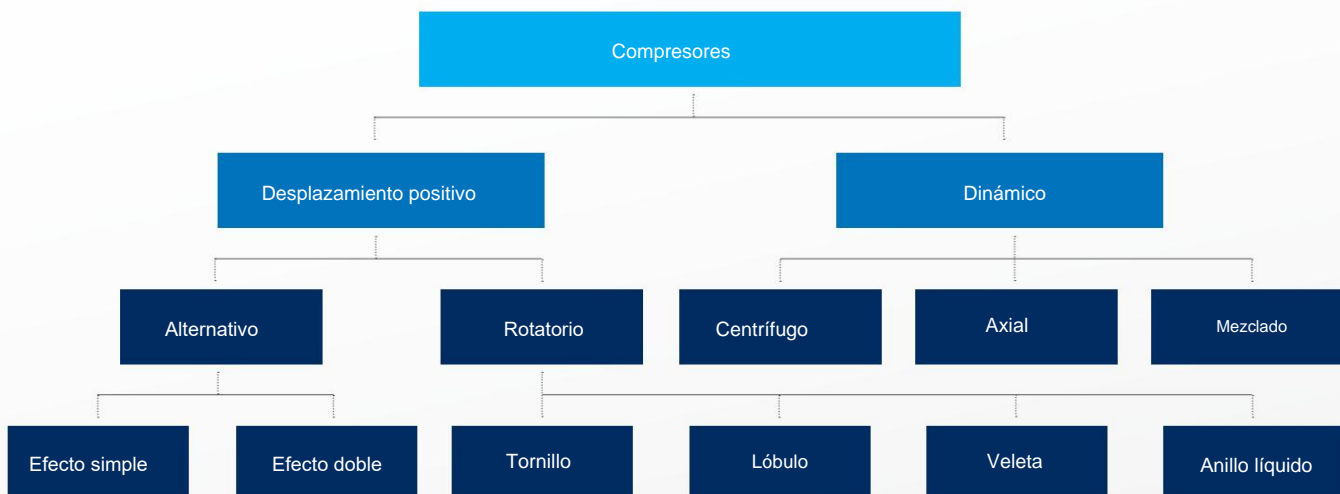 Compresores
Desplazamiento positivo
Dinámico
Alternativo
Rotatorio
Centrífugo
Axial
Mezclado
Efecto simple
Efecto doble
Tornillo
Lóbulo
Veleta
Anillo líquido